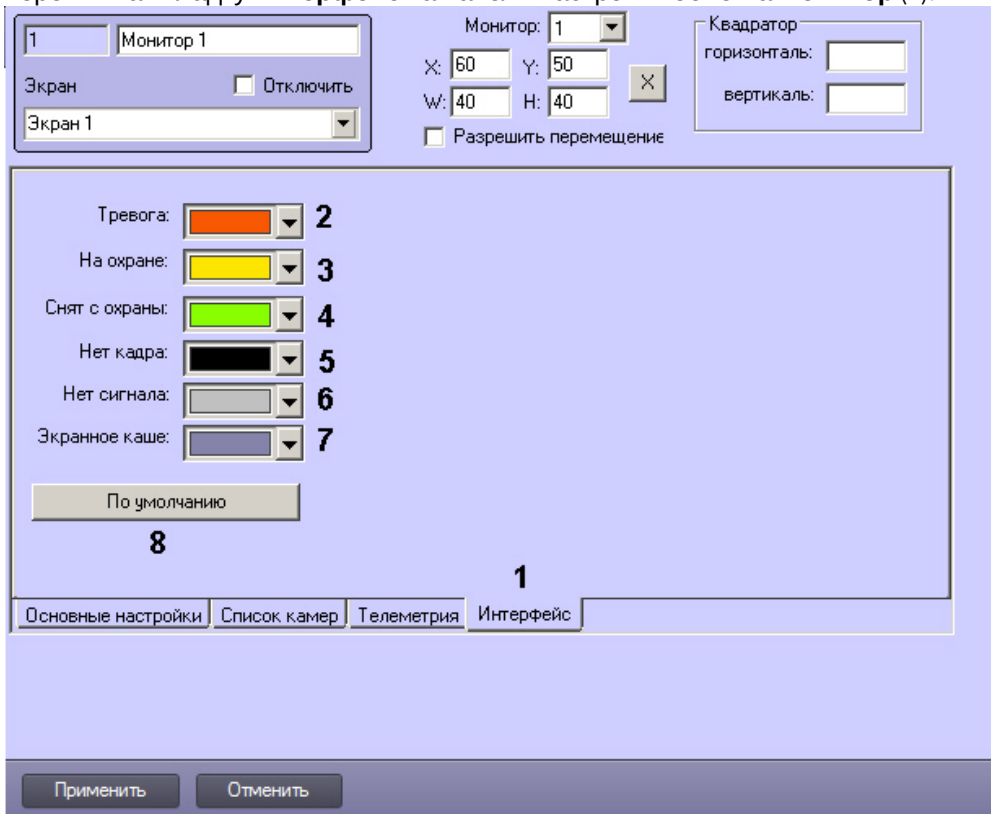 1 Монитор 1
Экран Отключить
Экран 1
Монитор: 1
X: 60 Y: 50
W: 40 H: 40
X
Разрешить перемещение
Квадратор
горизонталь:
вертикаль:
Тревога: 2
На охране: 3
Снят с охраны: 4
Нет кадра: 5
Нет сигнала: 6
Экранное каше: 7
По умолчанию
8
1
Основные настройки Список камер Телеметрия Интерфейс
Применить Отменить